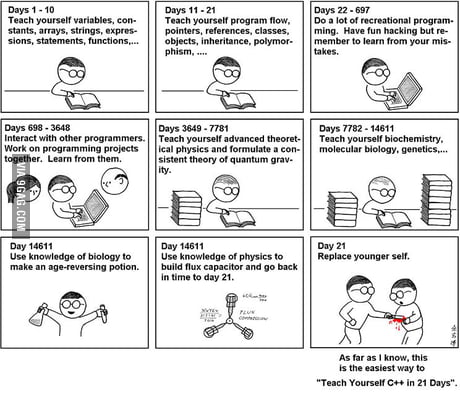 Days 1 - 10
Teach yourself variables, con-
stants, arrays, strings, expres-
sions, statements, functions,...
Days 11 - 21
Teach yourself program flow,
pointers, references, classes,
objects, inheritance, polymor-
phism, ....
Days 22 - 697
Do a lot of recreational program-
ming. Have fun hacking but re-
member to learn from your mis-
takes.
Days 698 - 3648
Interact with other programmers.
Work on programming projects
together. Learn from them.
Days 3649 - 7781
Teach yourself advanced theoret-
ical physics and formulate a con-
sistent theory of quantum grav-
ity.
Days 7782 - 14611
Teach yourself biochemistry,
molecular biology, genetics,...
VIA 9GAG.COM
Day 14611
Use knowledge of biology to
make an age-reversing potion.
Day 14611
Use knowledge of physics to
build flux capacitor and go back
in time to day 21.
FLUX
Day 21
Replace younger self.
As far as I know, this
is the easiest way to
"Teach Yourself C++ in 21 Days".